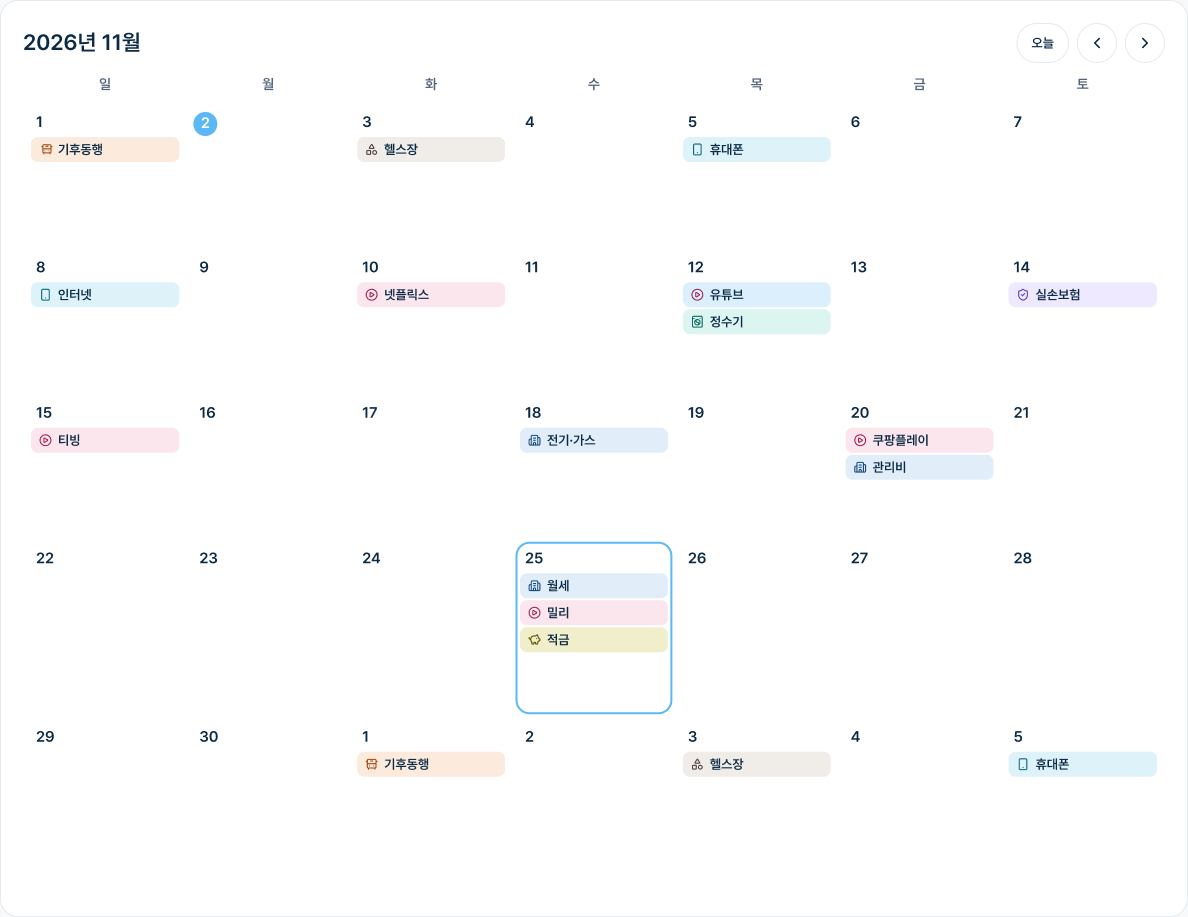 2026년 11월
오늘
일 월 화 수 목 금 토
1 2 3 4 5 6 7
기후동행 헬스장 휴대폰
8 9 10 11 12 13 14
인터넷 넷플릭스 유튜브 실손보험
정수기
15 16 17 18 19 20 21
티빙 전기·가스 쿠팡플레이
관리비
22 23 24 25 26 27 28
월세
밀리
적금
29 30 1 2 3 4 5
기후동행 헬스장 휴대폰